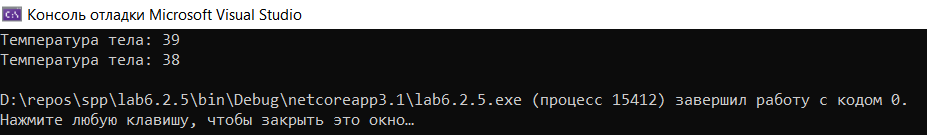 Консоль отладки Microsoft Visual Studio
Температура тела: 39
Температура тела: 38
D:\repos\spp\lab6.2.5\bin\Debug\netcoreapp3.1\lab6.2.5.exe (процесс 15412) завершил работу с кодом 0.
Нажмите любую клавишу, чтобы закрыть это окно…